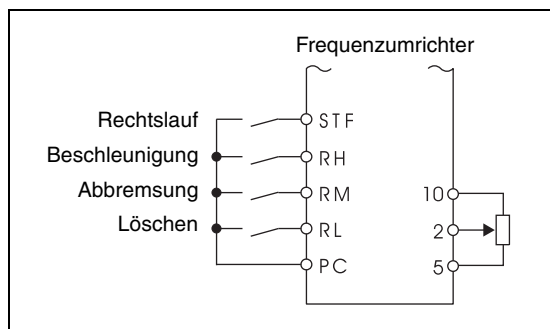 Frequenzumrichter
Rechtslauf STF
Beschleunigung RH
Abbremsung RM 10
Löschen RL 2
PC 5